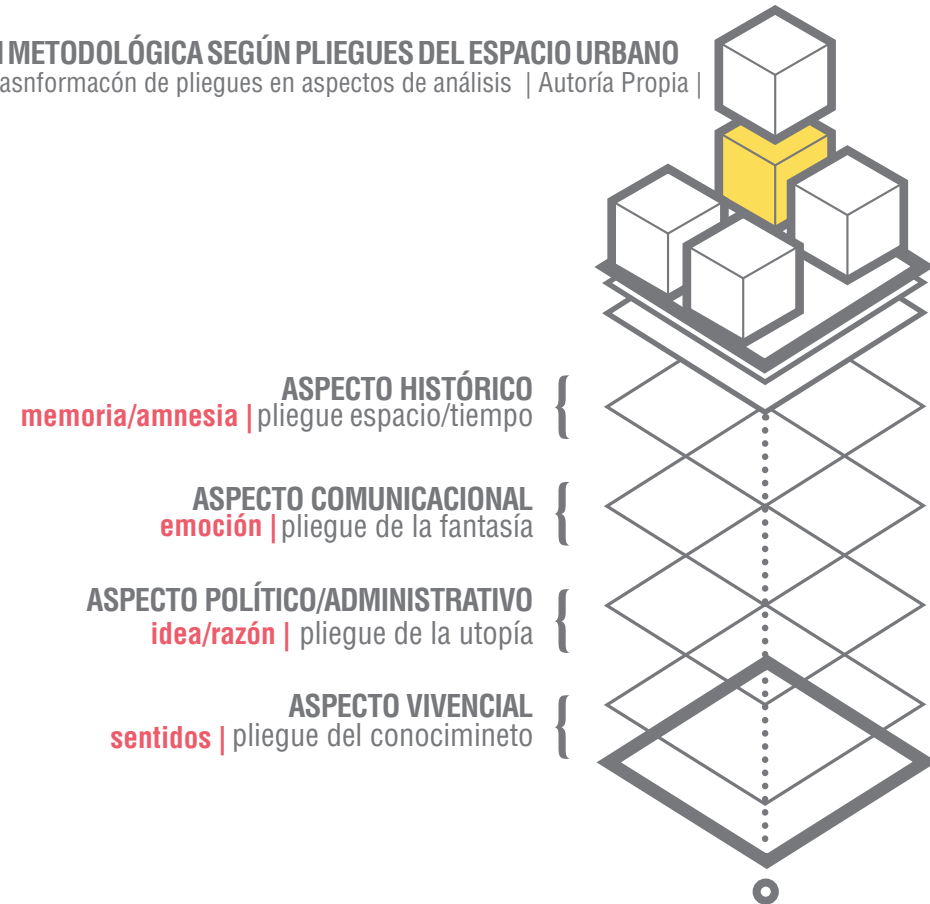 METODOLÓGICA SEGÚN PLIEGUES DEL ESPACIO URBANO
asnformacón de pliegues en aspectos de análisis | Autoría Propia |
ASPECTO HISTÓRICO
memoria/amnesia | pliegue espacio/tiempo
ASPECTO COMUNICACIONAL
emoción | pliegue de la fantasía
ASPECTO POLÍTICO/ADMINISTRATIVO
idea/razón | pliegue de la utopía
ASPECTO VIVENCIAL
sentidos | pliegue del conocimineto